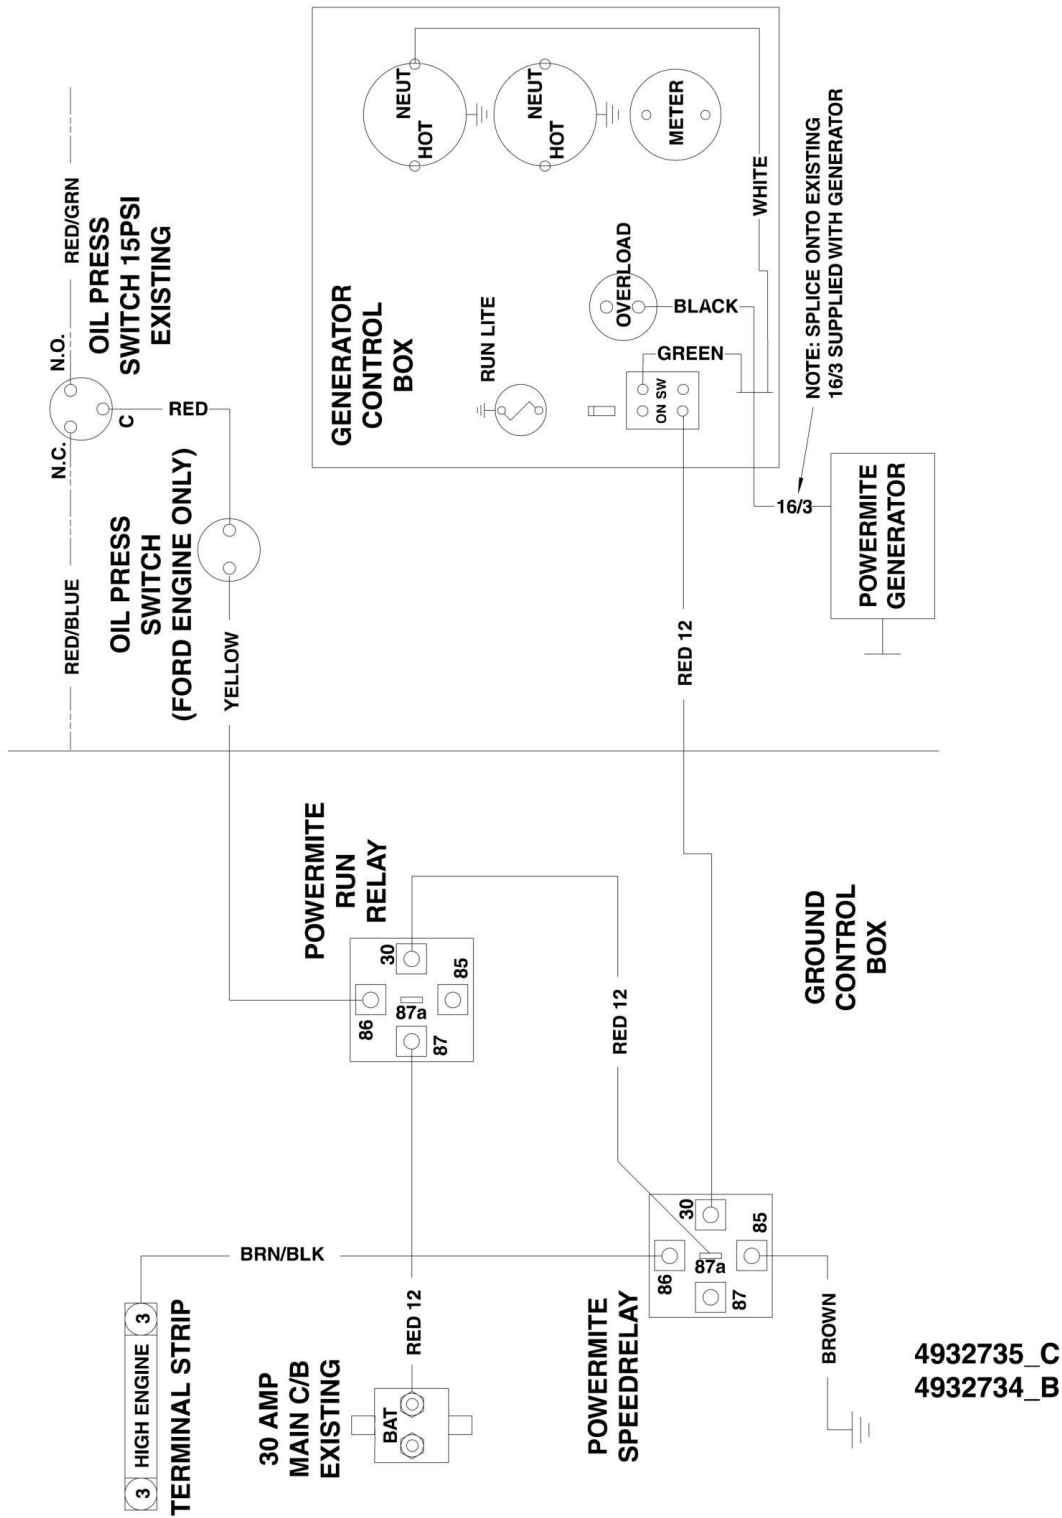 3
HIGH ENGINE
3
TERMINAL STRIP
BRN/BLK
30 AMP
MAIN C/B
EXISTING
BAT
RED 12
POWERMITE
SPEEDRELAY
30
86
87a
85
87
BROWN
4932735_C
4932734_B
POWERMITE
RUN
RELAY
30
86
87a
85
87
RED 12
GROUND
CONTROL
BOX
RED/BLUE
N.C.
N.O.
RED/GRN
C
OIL PRESS
SWITCH 15PSI
EXISTING
RED
OIL PRESS
SWITCH
(FORD ENGINE ONLY)
YELLOW
RED 12
GENERATOR
CONTROL
BOX
RUN LITE
ON SW
GREEN
OVERLOAD
BLACK
HOT
NEUT
HOT
NEUT
METER
WHITE
16/3
NOTE: SPLICE ONTO EXISTING
16/3 SUPPLIED WITH GENERATOR
POWERMITE
GENERATOR